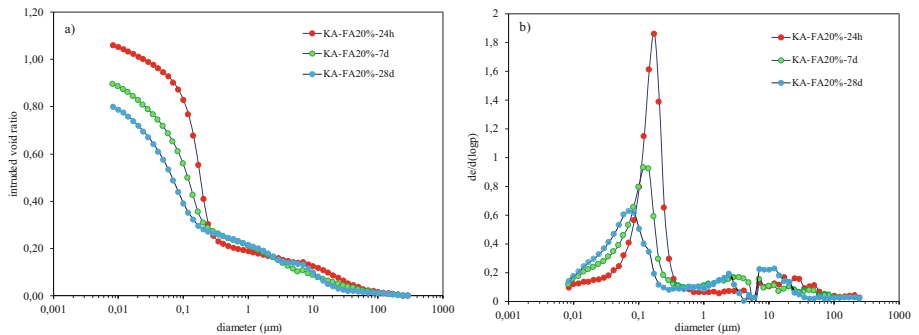 a)
KA-FA20%-24h
KA-FA20%-7d
KA-FA20%-28d
intruded void ratio
1,20
1,00
0,80
0,60
0,40
0,20
0,00
0,001 0,01 0,1 1 10 100 1000
diameter (µm)
b)
KA-FA20%-24h
KA-FA20%-7d
KA-FA20%-28d
de/d(logp)
2
1,8
1,6
1,4
1,2
1
0,8
0,6
0,4
0,2
0
0,001 0,01 0,1 1 10 100 1000
diameter (µm)